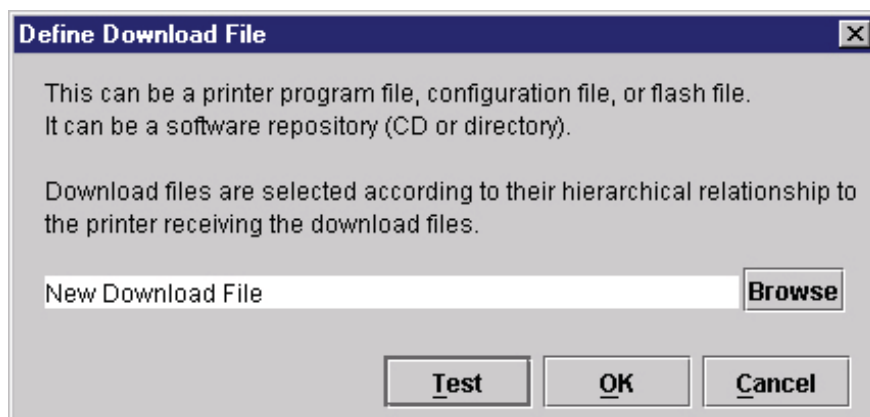 Define Download File
This can be a printer program file, configuration file, or flash file.
It can be a software repository (CD or directory).
Download files are selected according to their hierarchical relationship to
the printer receiving the download files.
New Download File
Browse
Test
OK
Cancel